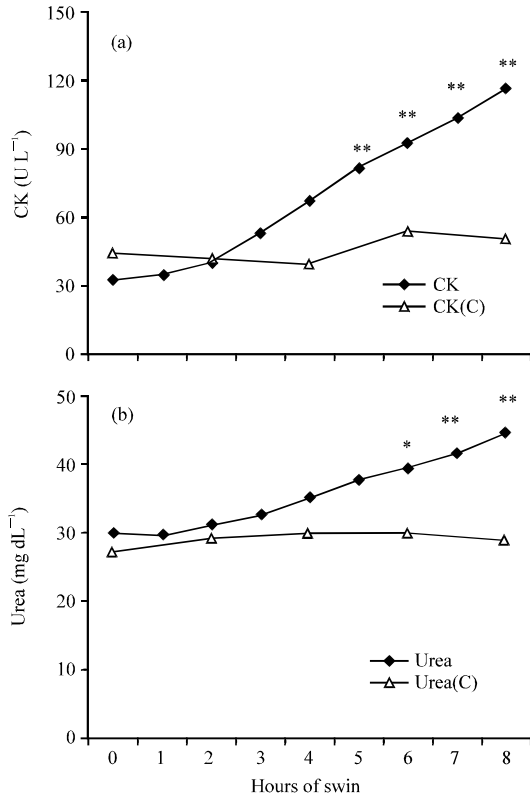 150
(a)
**
120
**
**
**
90
CK (U L⁻¹)
60
30
CK
CK(C)
0
50
(b)
**
**
*
40
30
Urea (mg dL⁻¹)
20
10
Urea
Urea(C)
0
0 1 2 3 4 5 6 7 8
Hours of swin